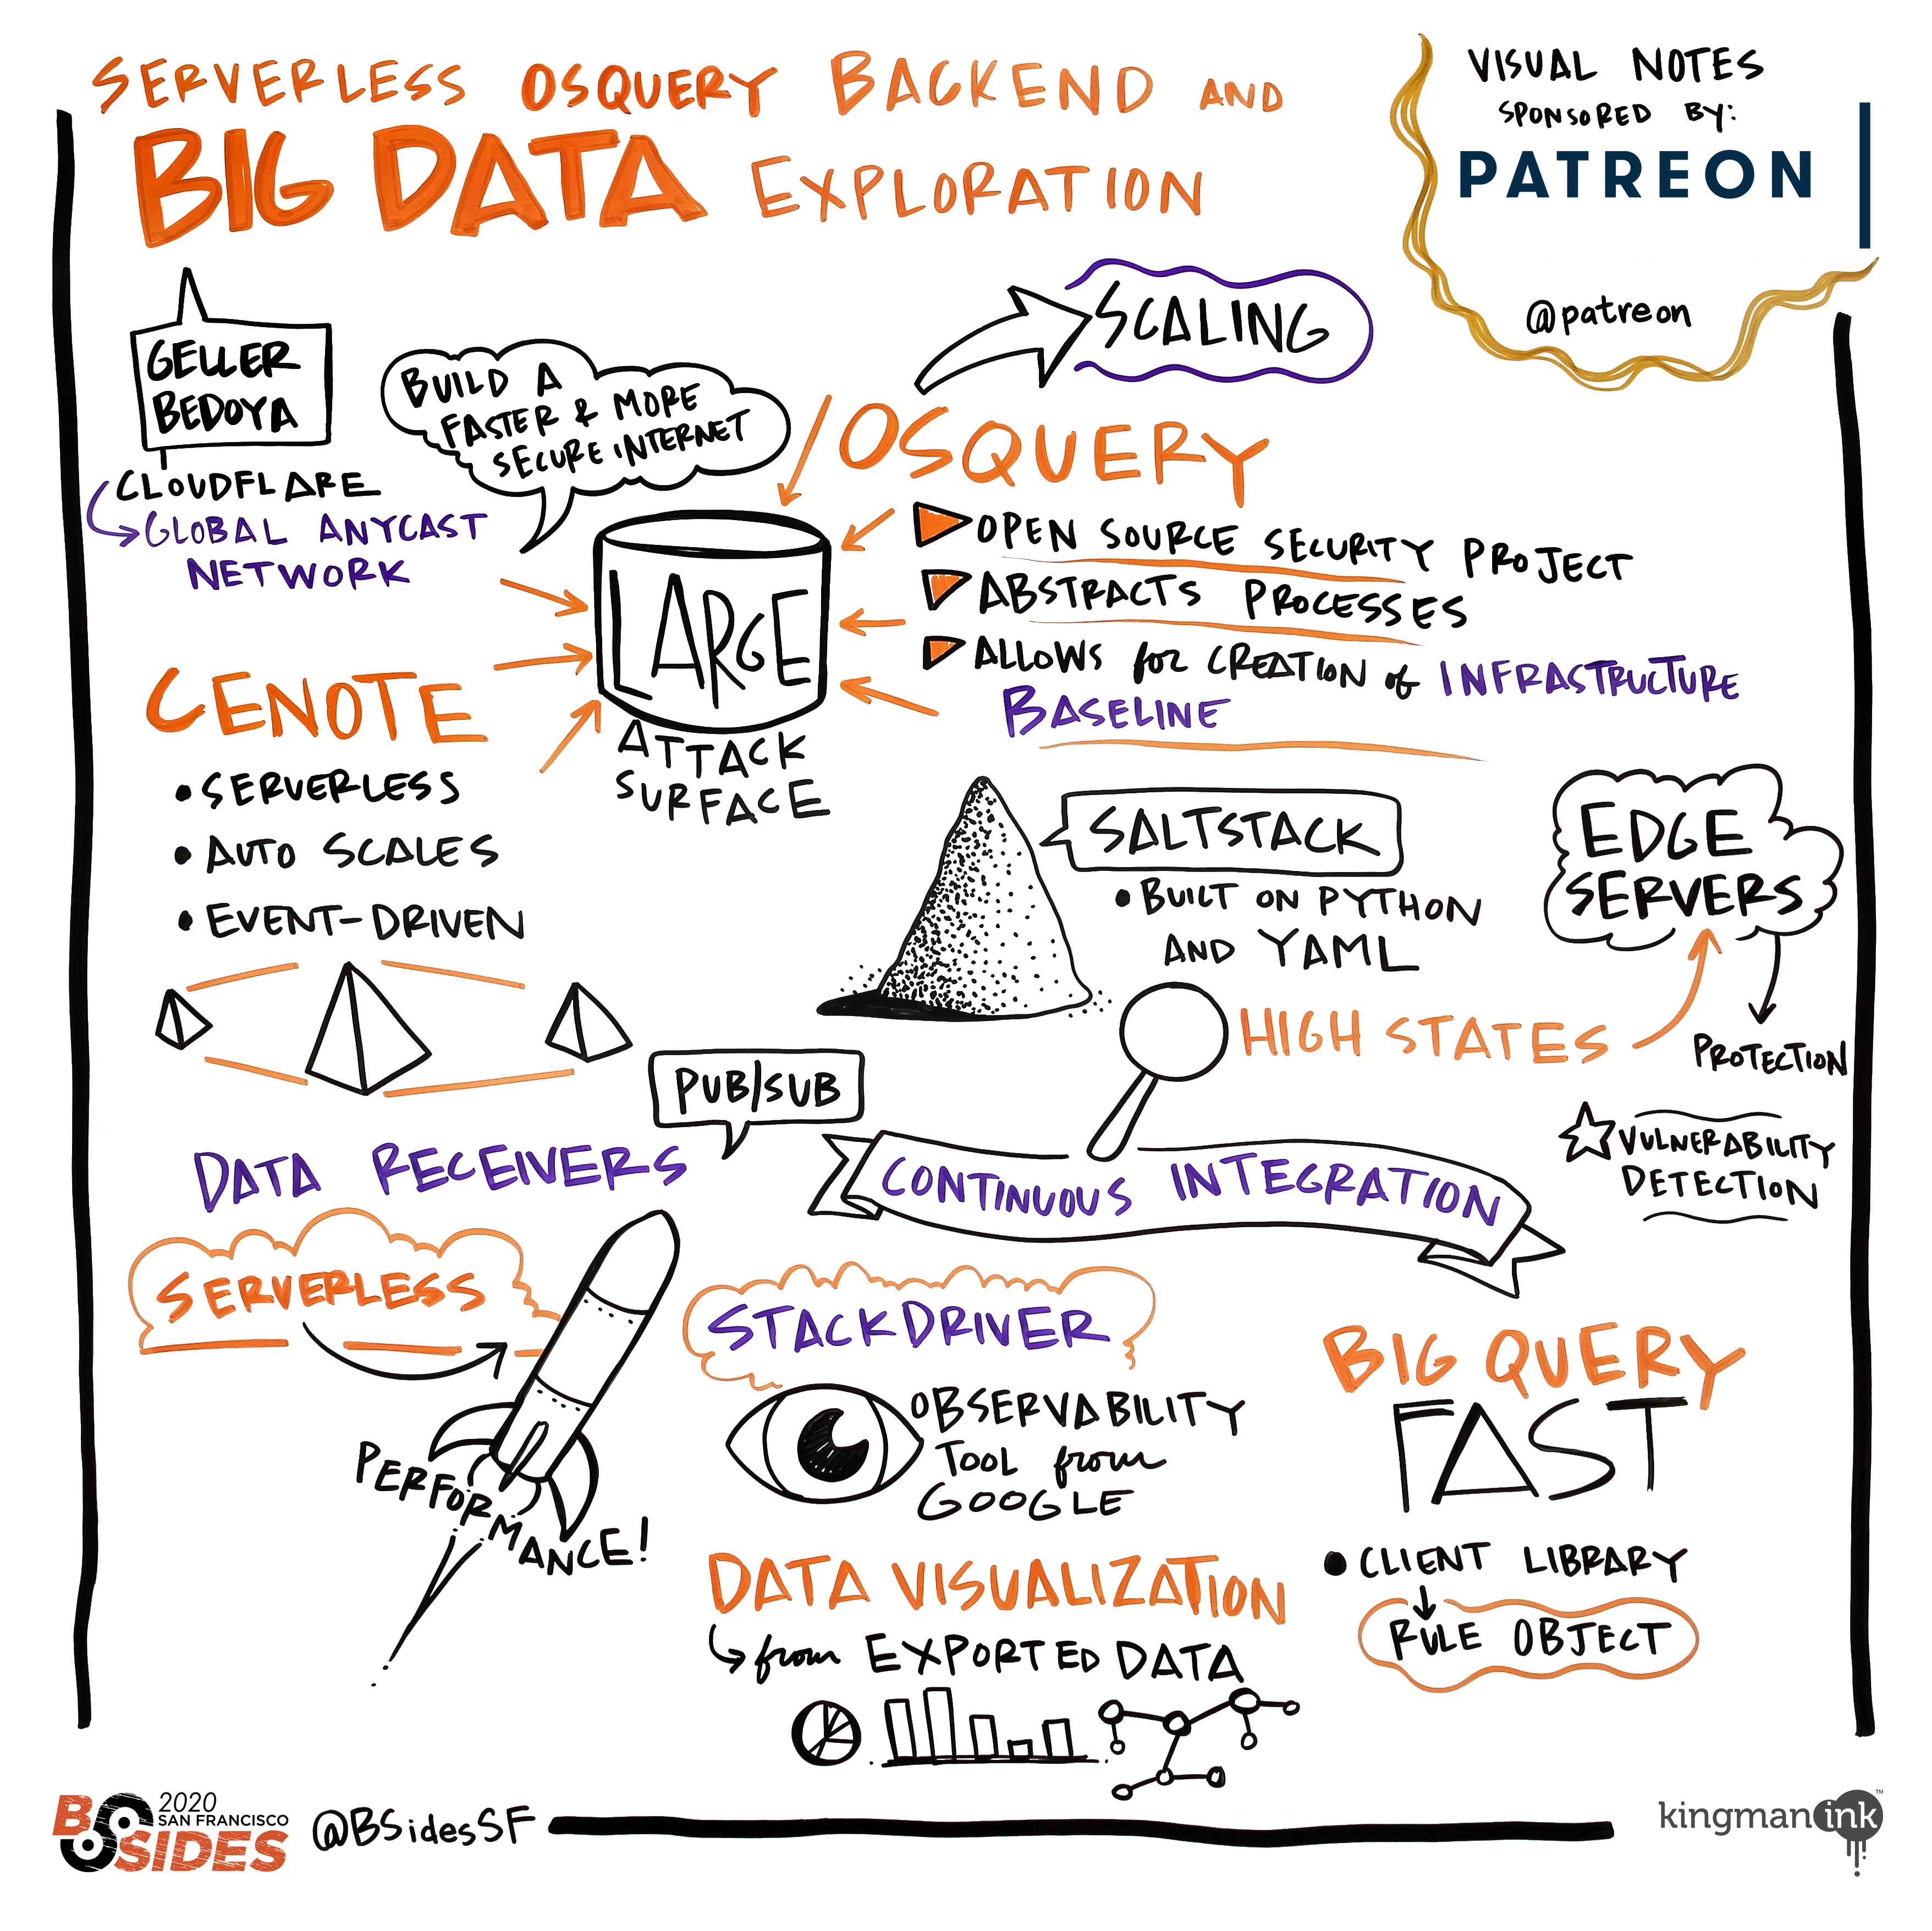 SERVERLESS OSQUERY BACKEND AND
BIG DATA EXPLORATION
VISUAL NOTES
SPONSORED BY:
PATREON
@patreon
GELLER
BEDOYA
CLOUDFLARE
GLOBAL ANYCAST
NETWORK
BUILD A
FASTER & MORE
SECURE INTERNET
SCALING
OSQUERY
OPEN SOURCE SECURITY PROJECT
ABSTRACTS PROCESSES
ALLOWS for CREATION of INFRASTRUCTURE
BASELINE
LARGE
ATTACK
SURFACE
CENOTE
• SERVERLESS
• AUTO SCALES
• EVENT-DRIVEN
SALTSTACK
• BUILT ON PYTHON
AND YAML
EDGE
SERVERS
HIGH STATES
PROTECTION
VULNERABILITY
DETECTION
PUB/SUB
DATA RECEIVERS
CONTINUOUS INTEGRATION
SERVERLESS
PERFORMANCE!
STACKDRIVER
OBSERVABILITY
TOOL from
GOOGLE
BIG QUERY
FAST
• CLIENT LIBRARY
RULE OBJECT
DATA VISUALIZATION
from EXPORTED DATA
BSIDES
2020
SAN FRANCISCO
@BSidesSF
kingman ink™